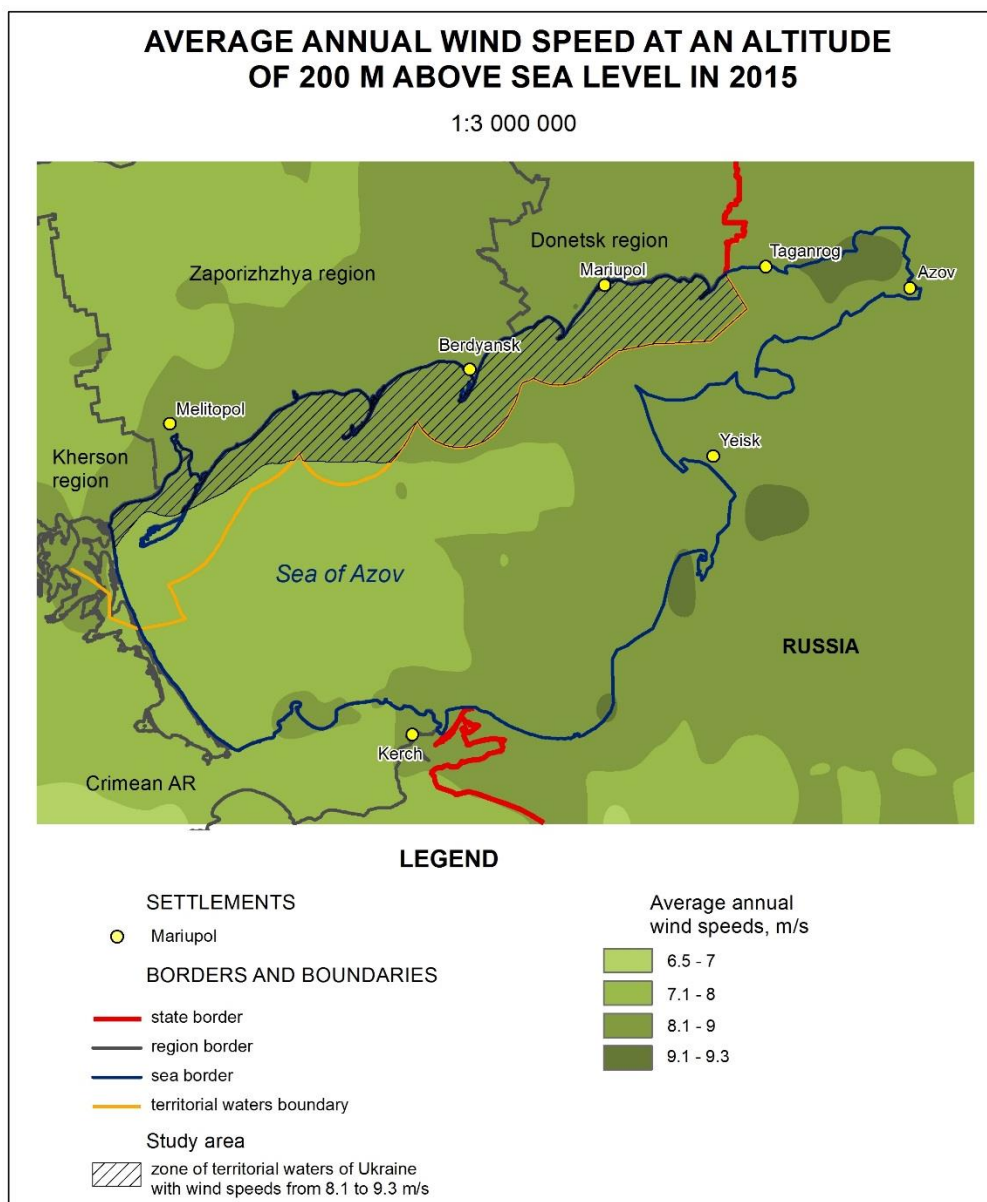 AVERAGE ANNUAL WIND SPEED AT AN ALTITUDE
OF 200 M ABOVE SEA LEVEL IN 2015
1:3 000 000
Donetsk region
Taganrog
Zaporizhzhya region
Mariupol
Azov
Berdyansk
Melitopol
Yeisk
Kherson
region
Sea of Azov
RUSSIA
Kerch
Crimean AR
LEGEND
SETTLEMENTS
Mariupol
BORDERS AND BOUNDARIES
state border
region border
sea border
territorial waters boundary
Study area
zone of territorial waters of Ukraine
with wind speeds from 8.1 to 9.3 m/s
Average annual
wind speeds, m/s
6.5 - 7
7.1 - 8
8.1 - 9
9.1 - 9.3